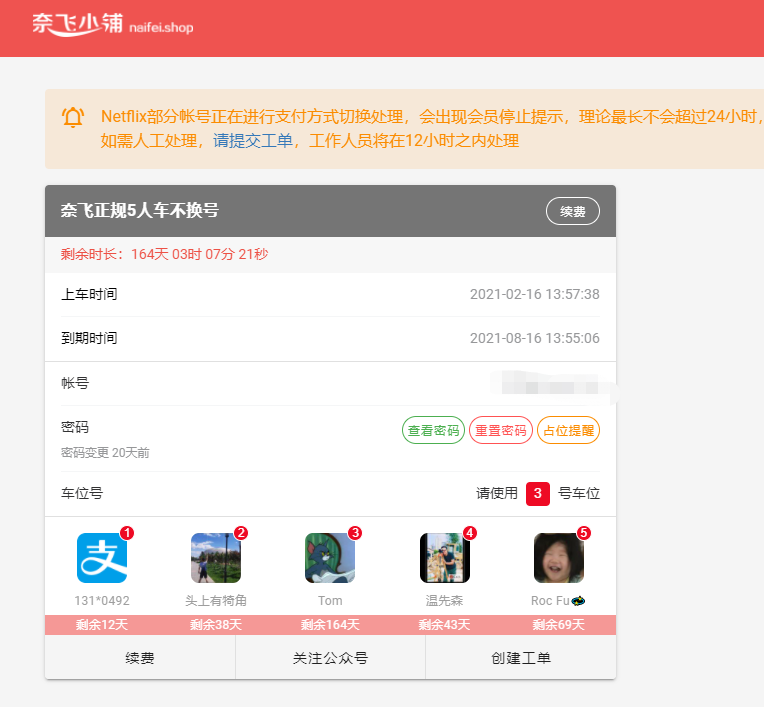 奈飞小铺 naifei.shop
Netflix部分帐号正在进行支付方式切换处理，会出现会员停止提示，理论最长不会超过24小时，
如需人工处理，请提交工单，工作人员将在12小时之内处理
奈飞正规5人车不换号 续费
剩余时长：164天 03时 07分 21秒
上车时间 2021-02-16 13:57:38
到期时间 2021-08-16 13:55:06
帐号
密码 查看密码 重置密码 占位提醒
密码变更 20天前
车位号 请使用 3 号车位
1 2 3 4 5
支
131*0492 头上有犄角 Tom 温先森 Roc Fu
剩余12天 剩余38天 剩余164天 剩余43天 剩余69天
续费 关注公众号 创建工单